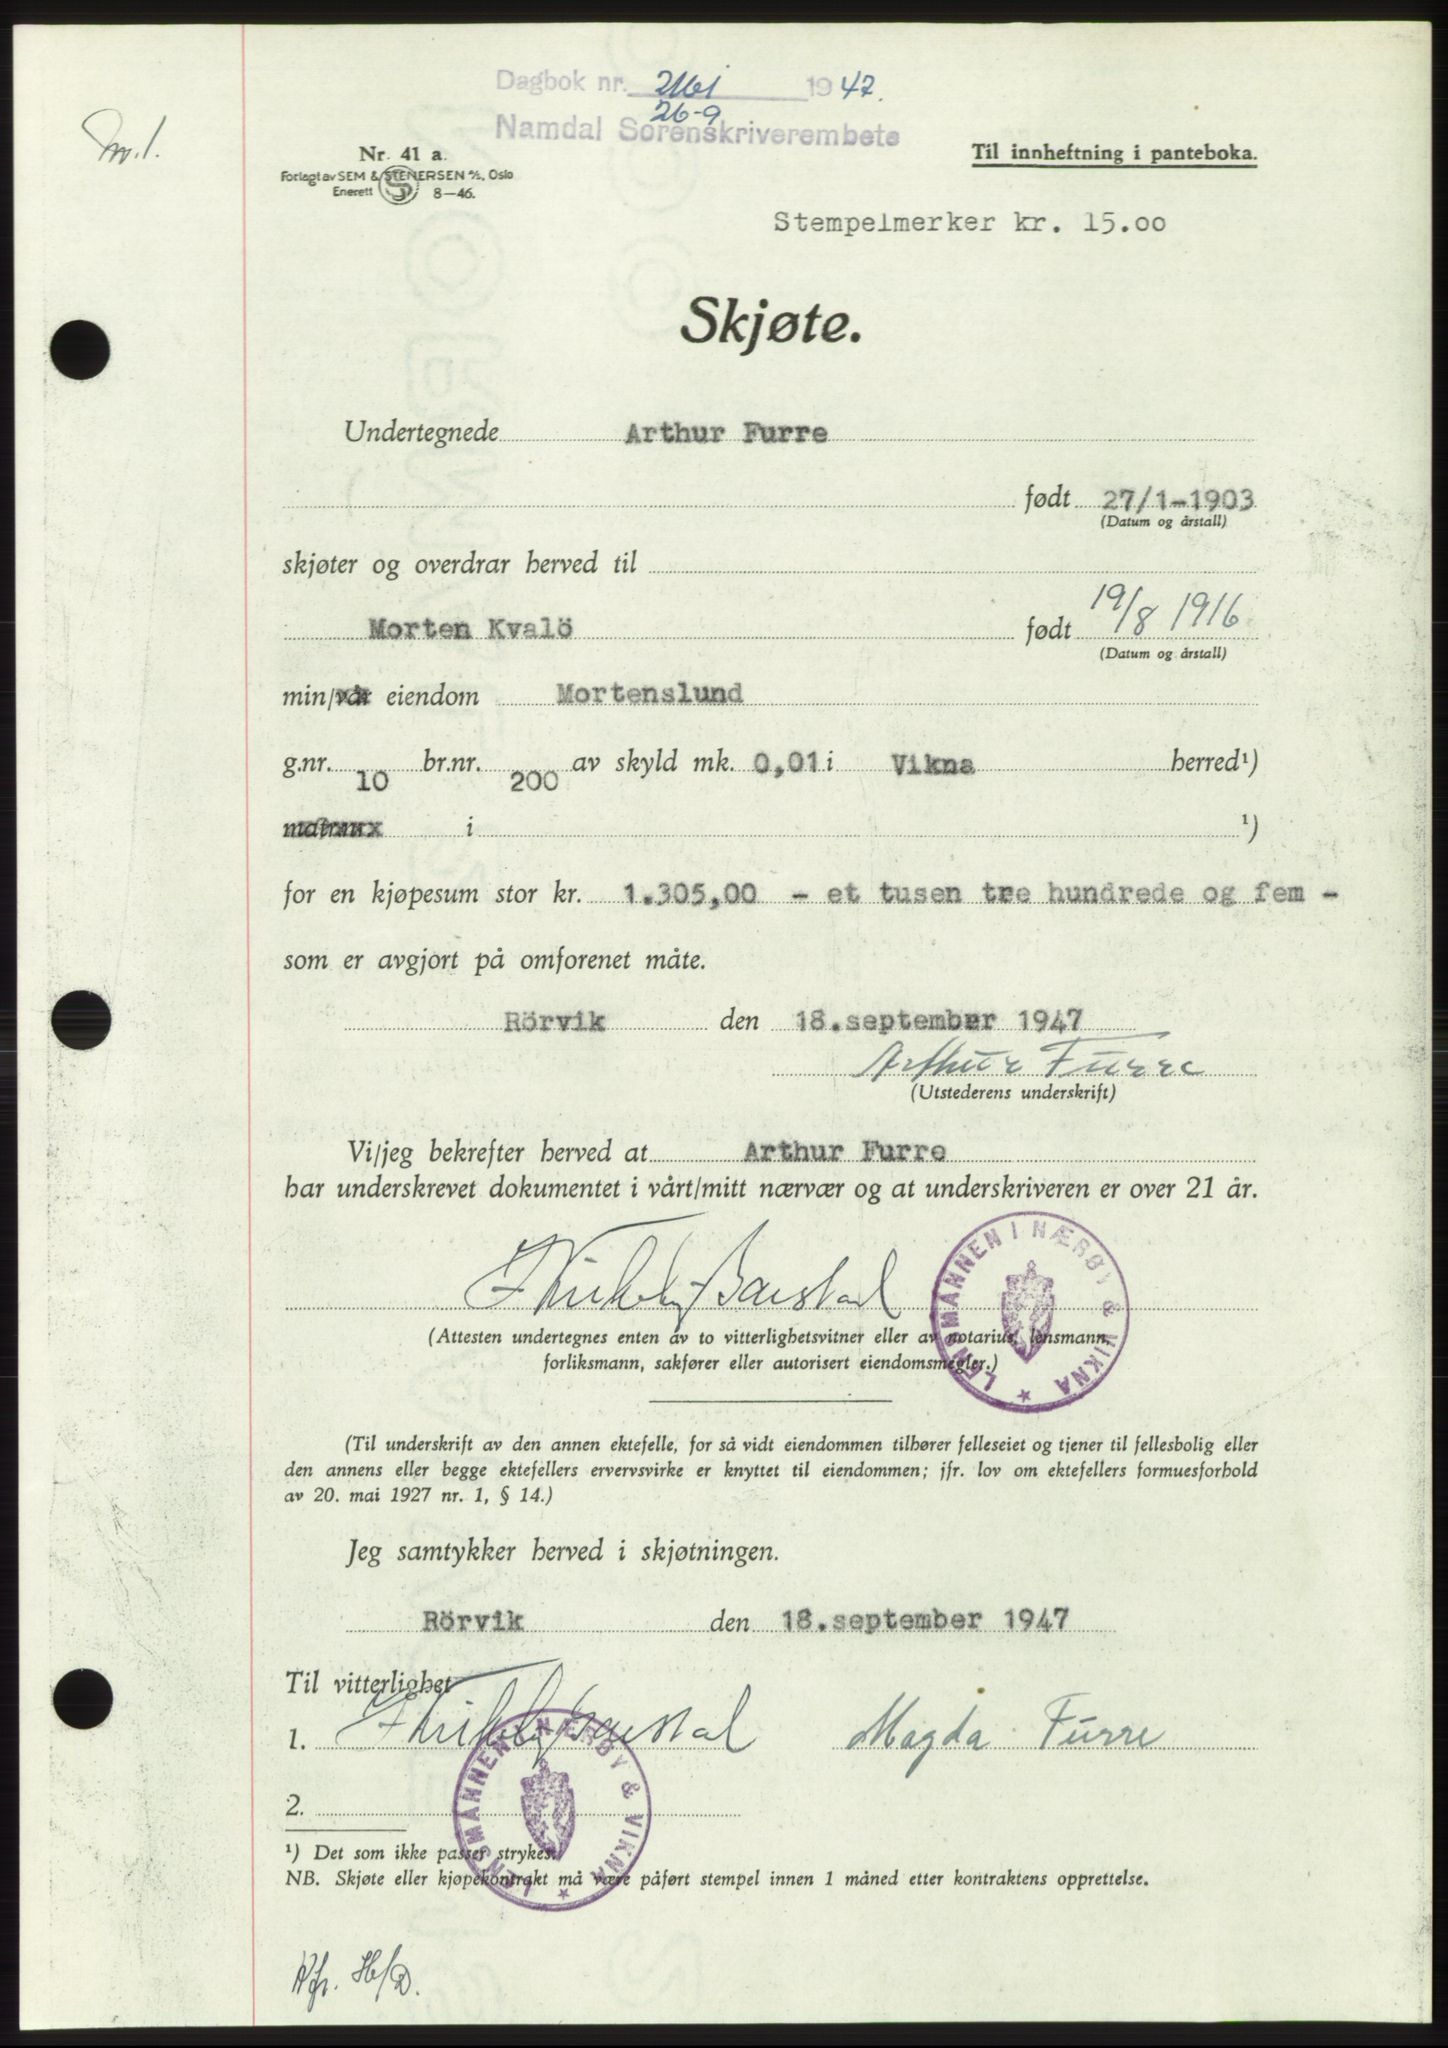 Dagbok nr. 2161 1947.
26-9
Namdal Sorenskriverembete
Nr. 41 a.
Forlagt av SEM & STENERSEN A/S, Oslo
Enerett 8—46.
Til innheftning i panteboka.
Stempelmerker kr. 15.00
Skjøte.
Undertegnede Arthur Furre
født 27/1-1903
(Datum og årstall)
skjøter og overdrar herved til
Morten Kvalö født 19/8 1916
(Datum og årstall)
min/vår eiendom Mortenslund
g.nr. 10 br.nr. 200 av skyld mk. 0,01 i Vikna herred¹)
i ¹)
for en kjøpesum stor kr. 1.305,00 - et tusen tre hundrede og fem -
som er avgjort på omforenet måte.
Rörvik den 18.september 1947
Arthur Furre
(Utstederens underskrift)
Vi/jeg bekrefter herved at Arthur Furre
har underskrevet dokumentet i vårt/mitt nærvær og at underskriveren er over 21 år.
LENSMANNEN I NÆRØY & VIKNA
(Attesten undertegnes enten av to vitterlighetsvitner eller av notarius, lensmann,
forliksmann, sakfører eller autorisert eiendomsmegler.)
(Til underskrift av den annen ektefelle, for så vidt eiendommen tilhører felleseiet og tjener til fellesbolig eller
den annens eller begge ektefellers ervervsvirke er knyttet til eiendommen; jfr. lov om ektefellers formuesforhold
av 20. mai 1927 nr. 1, § 14.)
Jeg samtykker herved i skjøtningen.
Rörvik den 18.september 1947
Til vitterlighet
1. Magda Furre
LENSMANNEN I NÆRØY & VIKNA
2.
¹) Det som ikke passer strykes.
NB. Skjøte eller kjøpekontrakt må være påført stempel innen 1 måned etter kontraktens opprettelse.